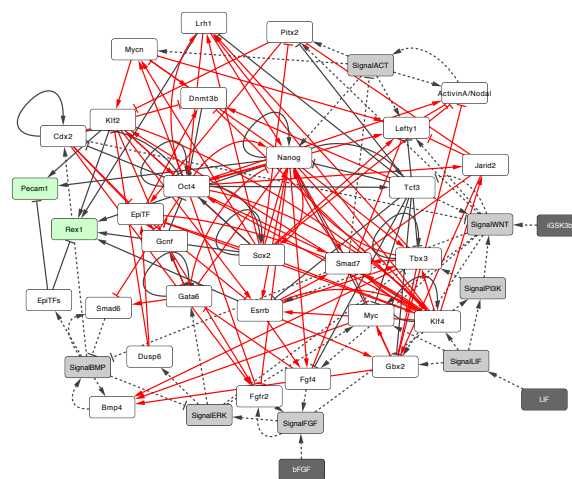 Lrh1
Pitx2
Mycn
SignalACT
ActivinA/Nodal
Dnmt3b
Klf2
Lefty1
Cdx2
Nanog
Jarid2
Pecam1
Oct4
Tcf3
EpiTF
Rex1
SignalWNT
iGSK3b
Gcnf
Sox2
Smad7
Tbx3
SignalPI3K
EpiTFs
Smad6
Gata6
Esrrb
Myc
Klf4
Dusp6
SignalBMP
Gbx2
SignalLIF
Fgf4
Fgfr2
LIF
Bmp4
SignalERK
SignalFGF
bFGF